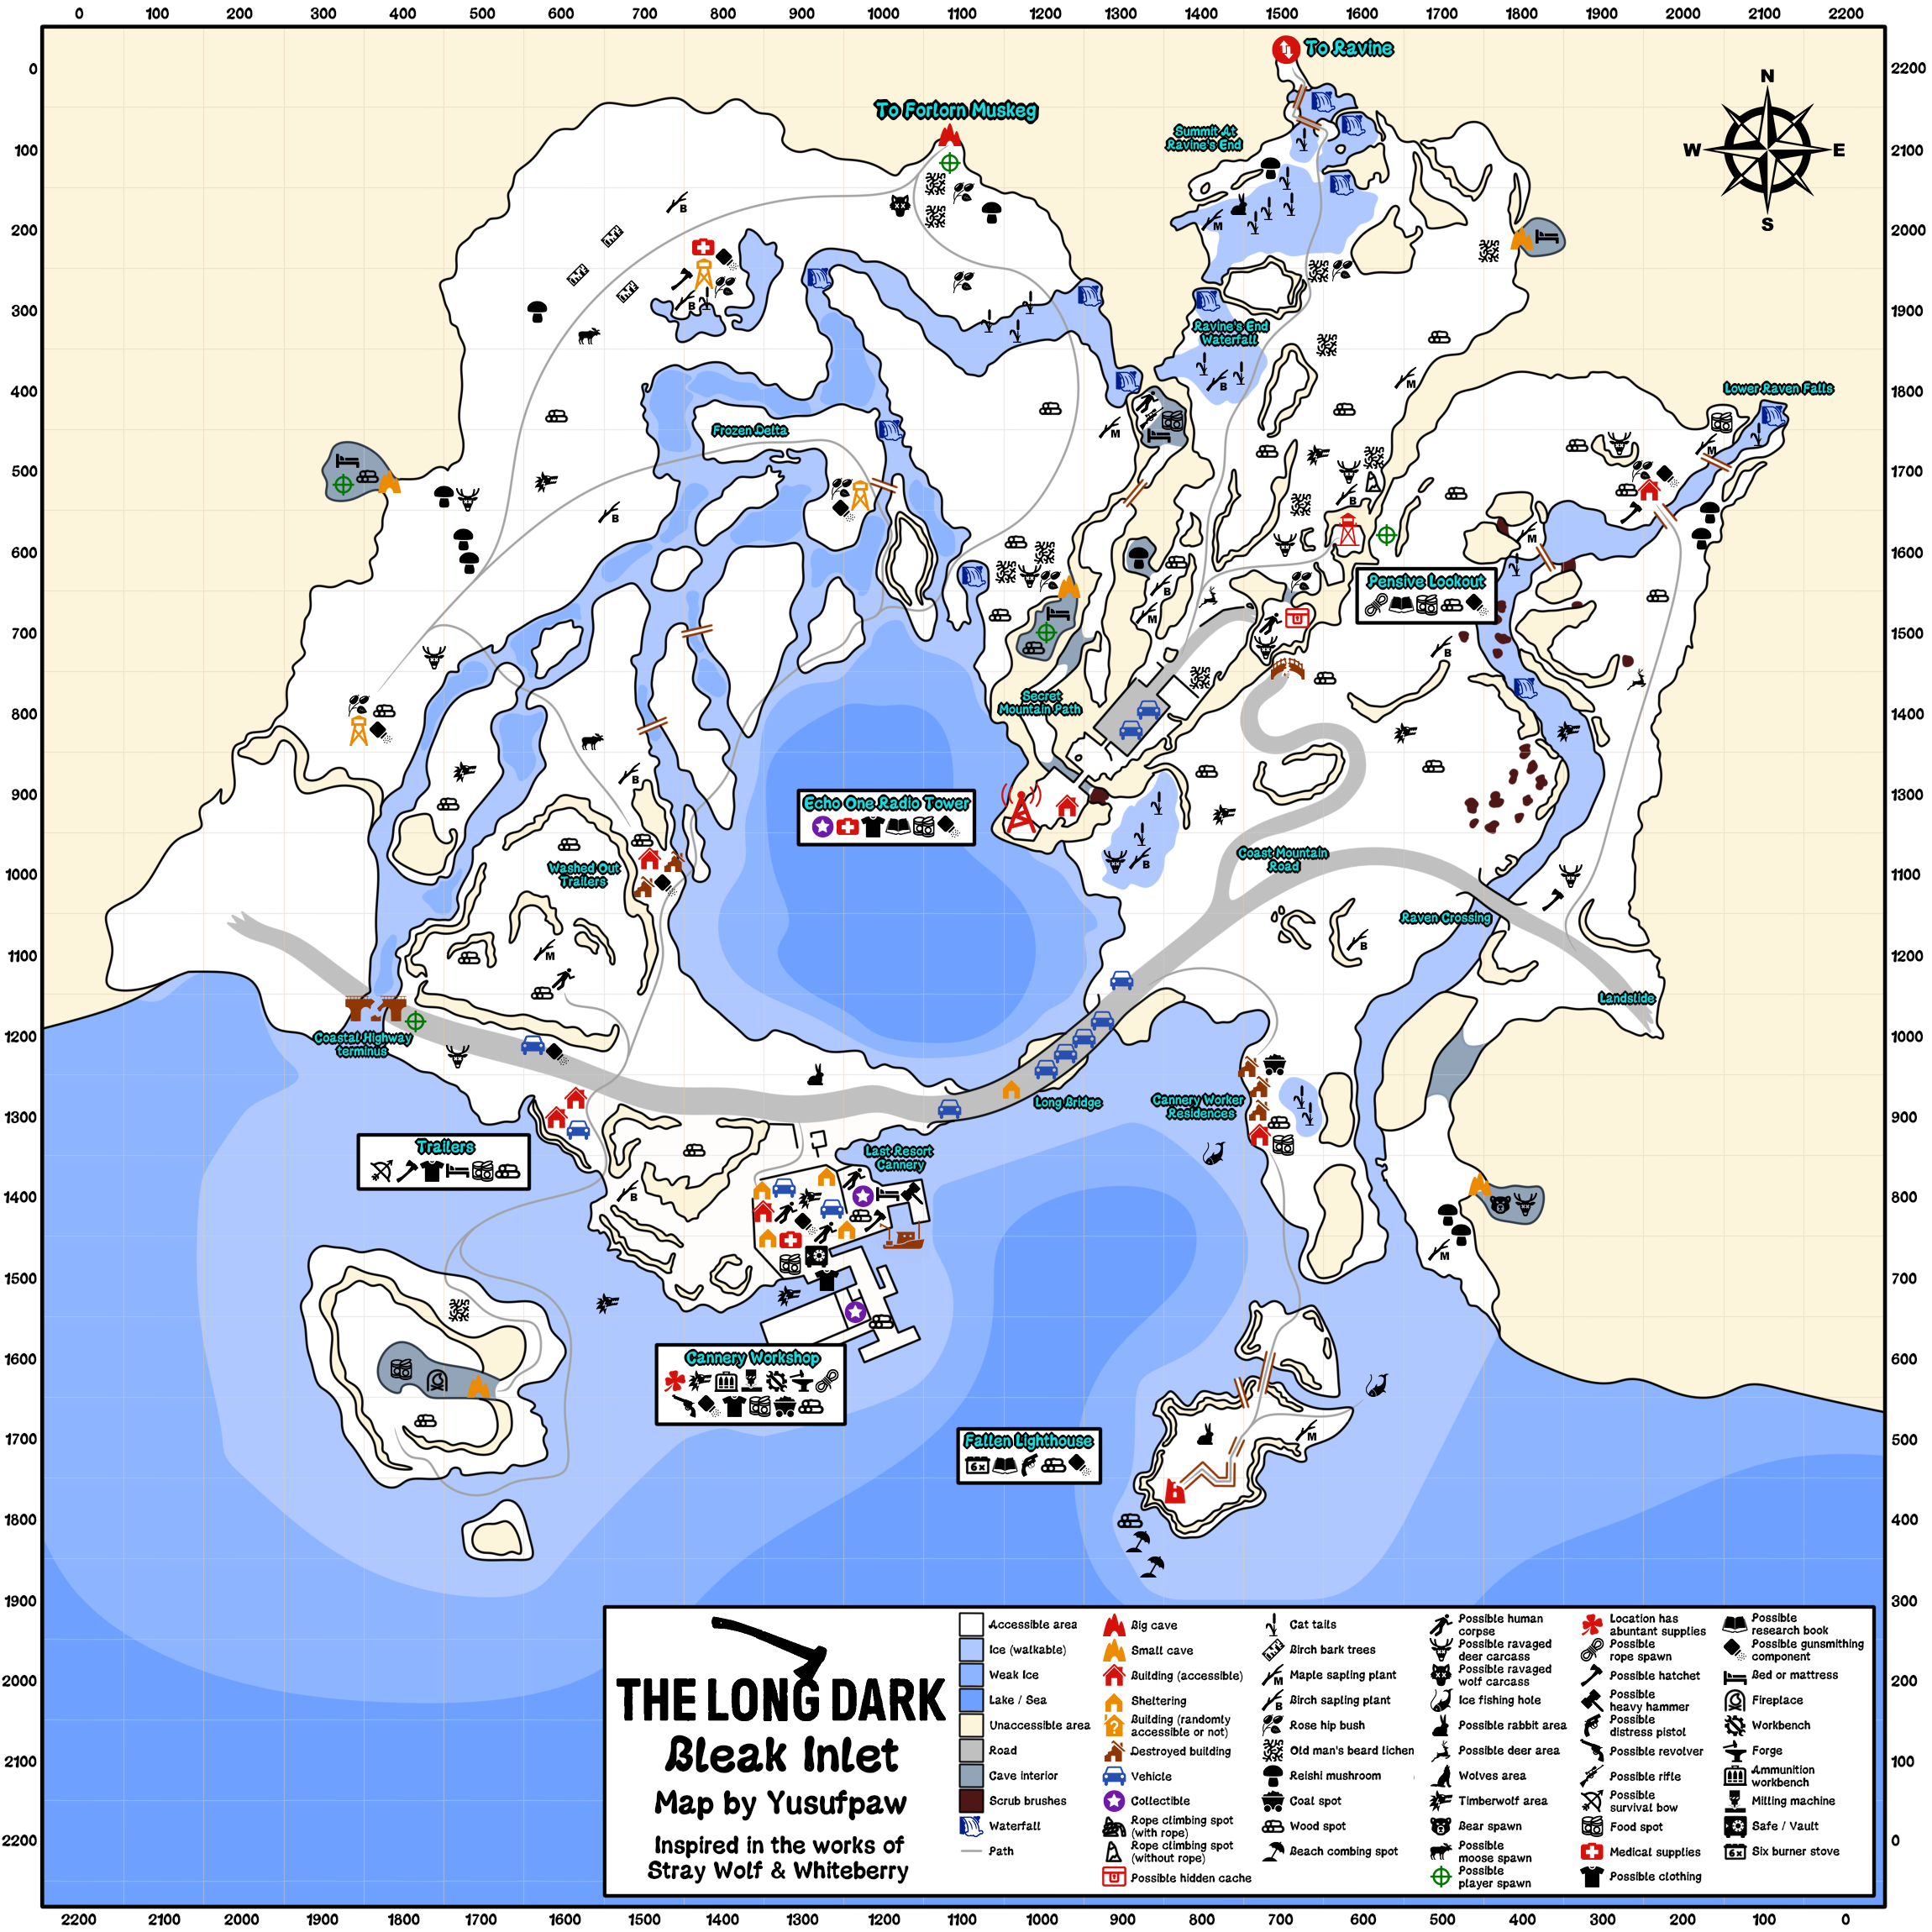 0 100 200 300 400 500 600 700 800 900 1000 1100 1200 1300 1400 1500 1600 1700 1800 1900 2000 2100 2200
To Ravine
0 2200
N
To Forlorn Muskeg
Summit At
Ravine's End
100 2100
W E
S
200 2000
300 1900
Ravine's End
Waterfall
400 1800
Lower Raven Falls
Frozen Delta
500 1700
600 1600
Pensive Lookout
700 1500
Secret
Mountain Path
800 1400
900 1300
Echo One Radio Tower
Washed Out
Trailers
Coast Mountain
Road
1000 1100
Raven Crossing
1100 1200
Landslide
1200 1000
Coastal Highway
terminus
Long Bridge
Cannery Worker
Residences
1300 900
Trailers
Last Resort
Cannery
1400 800
1500 700
1600 600
Cannery Workshop
1700 500
Fallen Lighthouse
6x
1800 400
1900 300
2000 200
2100 100
2200 0
THE LONG DARK
Bleak Inlet
Map by Yusufpaw
Inspired in the works of
Stray Wolf & Whiteberry
Accessible area
Ice (walkable)
Weak Ice
Lake / Sea
Unaccessible area
Road
Cave interior
Scrub brushes
Waterfall
Path
Big cave
Small cave
Building (accessible)
Sheltering
Building (randomly
accessible or not)
Destroyed building
Vehicle
Collectible
Rope climbing spot
(with rope)
Rope climbing spot
(without rope)
Possible hidden cache
Cat tails
Birch bark trees
Maple sapling plant
Birch sapling plant
Rose hip bush
Old man's beard lichen
Reishi mushroom
Coal spot
Wood spot
Beach combing spot
Possible human
corpse
Possible ravaged
deer carcass
Possible ravaged
wolf carcass
Ice fishing hole
Possible rabbit area
Possible deer area
Wolves area
Timberwolf area
Bear spawn
Possible
moose spawn
Possible
player spawn
Location has
abuntant supplies
Possible
rope spawn
Possible hatchet
Possible
heavy hammer
Possible
distress pistol
Possible revolver
Possible rifle
Possible
survival bow
Food spot
Medical supplies
Possible clothing
Possible
research book
Possible gunsmithing
component
Bed or mattress
Fireplace
Workbench
Forge
Ammunition
workbench
Milling machine
Safe / Vault
Six burner stove
2200 2100 2000 1900 1800 1700 1600 1500 1400 1300 1200 1100 1000 900 800 700 600 500 400 300 200 100 0